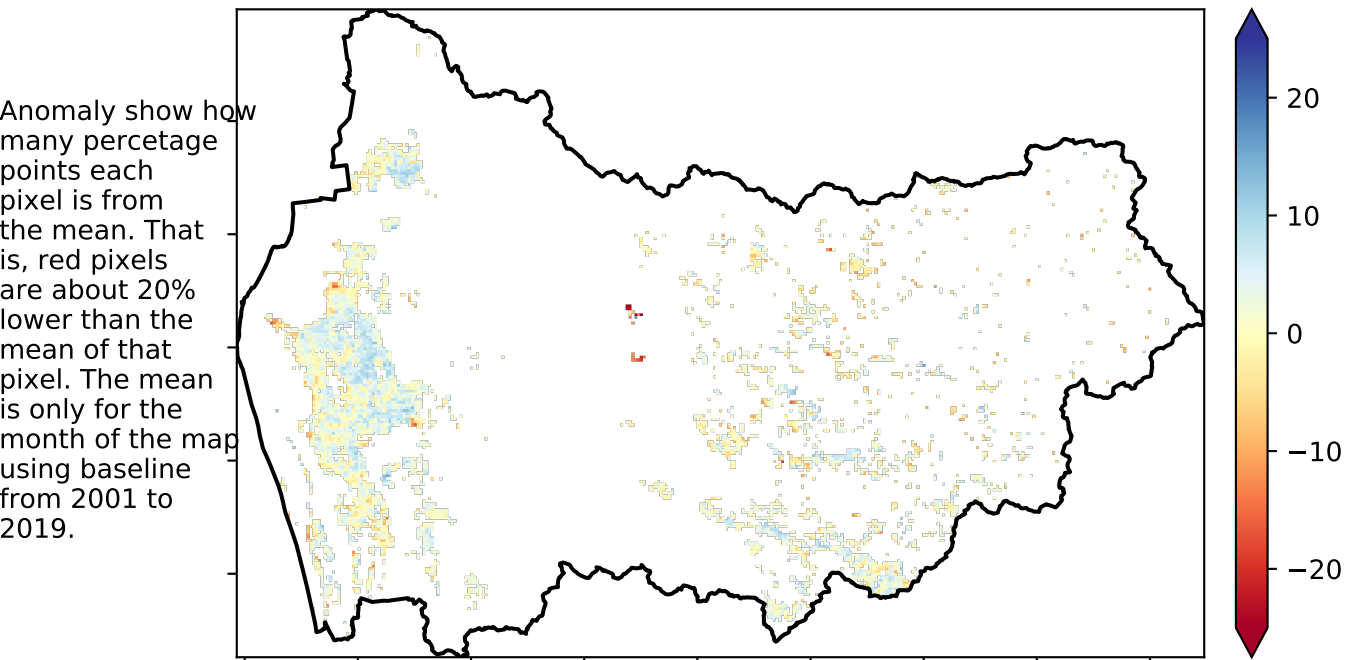 Anomaly show how
many percetage
points each
pixel is from
the mean. That
is, red pixels
are about 20%
lower than the
mean of that
pixel. The mean
is only for the
month of the map
using baseline
from 2001 to
2019.
20
10
0
−10
−20